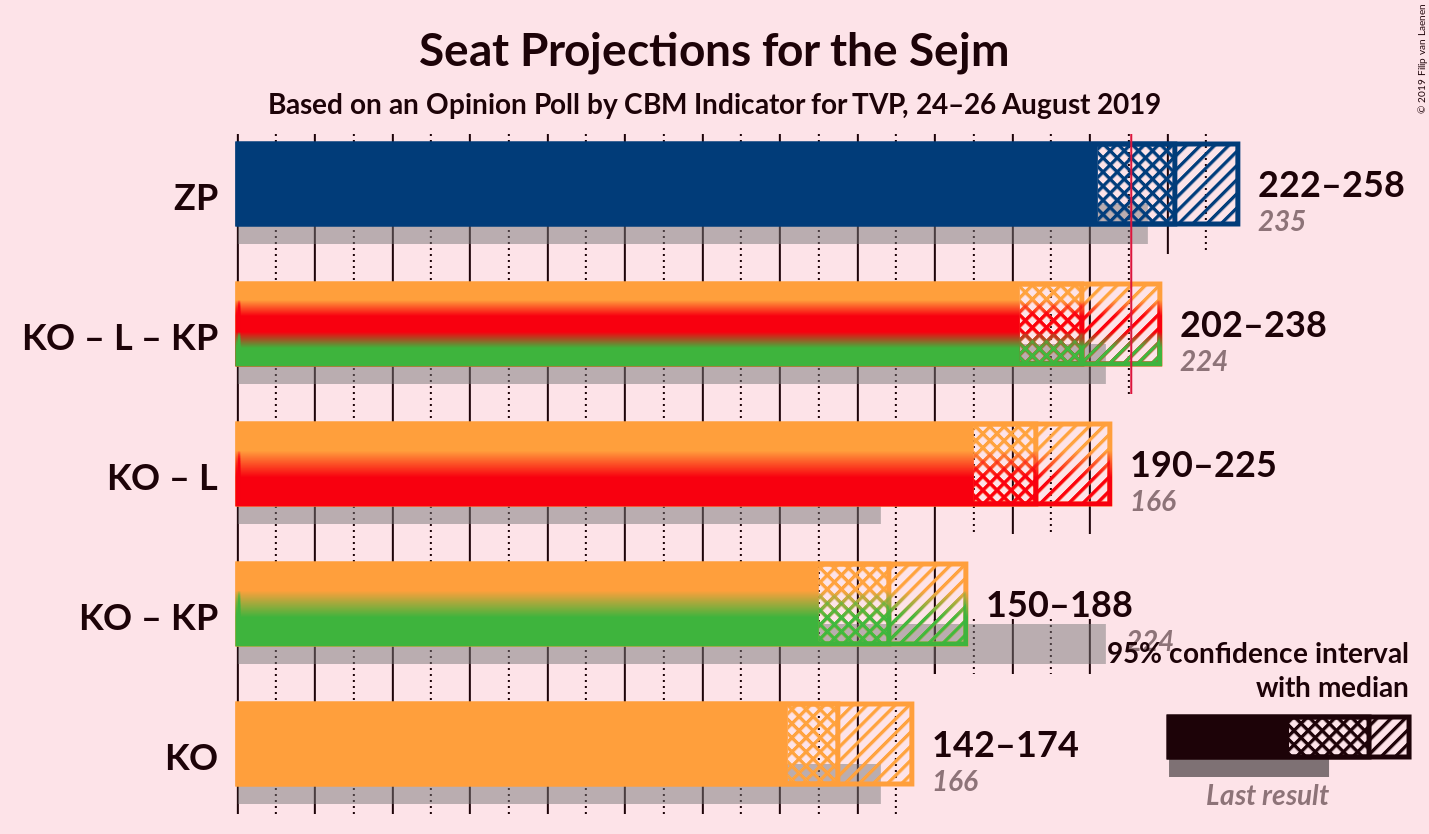 Seat Projections for the Sejm
Based on an Opinion Poll by CBM Indicator for TVP, 24–26 August 2019
© 2019 Filip van Laenen
ZP
222–258
235
KO – L – KP
202–238
224
KO – L
190–225
166
KO – KP
150–188
224
95% confidence interval
with median
KO
142–174
166
Last result